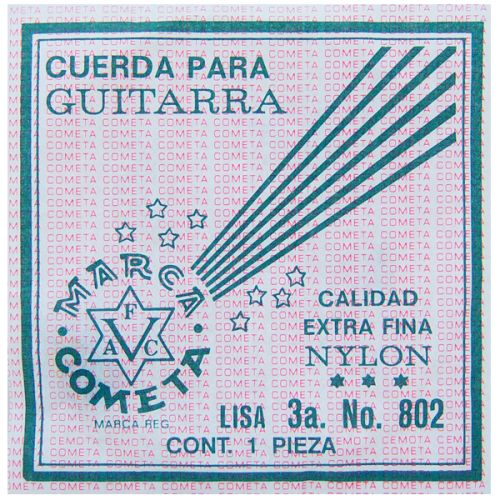 CUERDA PARA
GUITARRA
MARCA
COMETA
F
V
A C
MARCA REG.
CALIDAD
EXTRA FINA
NYLON
LISA 3a. No. 802
CONT. 1 PIEZA